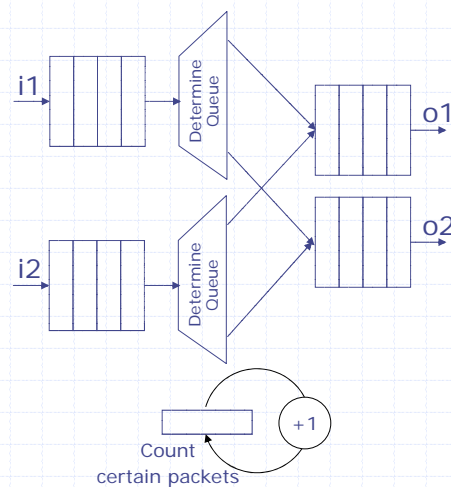 i1
Determine
Queue
o1
o2
i2
Determine
Queue
+1
Count
certain packets